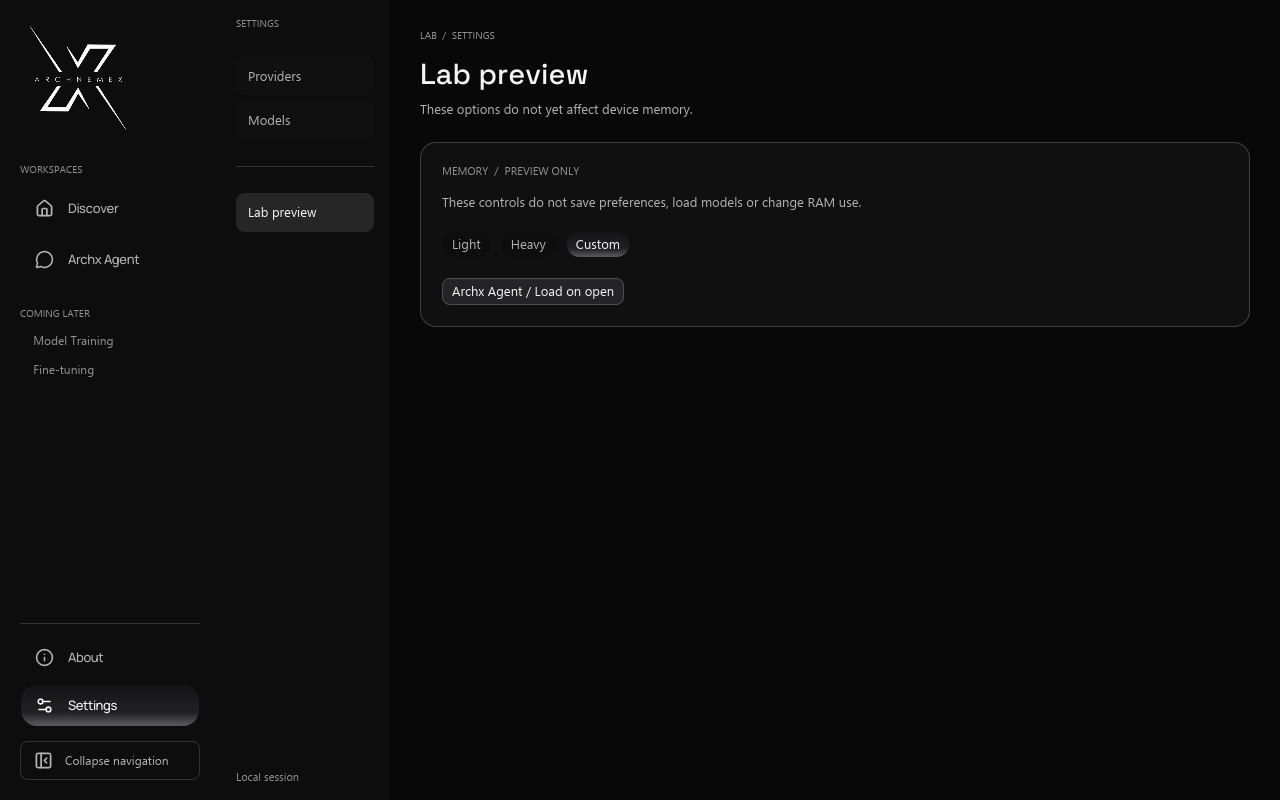 ARCHNEMEX
WORKSPACES
Discover
Archx Agent
COMING LATER
Model Training
Fine-tuning
About
Settings
Collapse navigation
SETTINGS
Providers
Models
Lab preview
Local session
LAB / SETTINGS
Lab preview
These options do not yet affect device memory.
MEMORY / PREVIEW ONLY
These controls do not save preferences, load models or change RAM use.
Light Heavy Custom
Archx Agent / Load on open